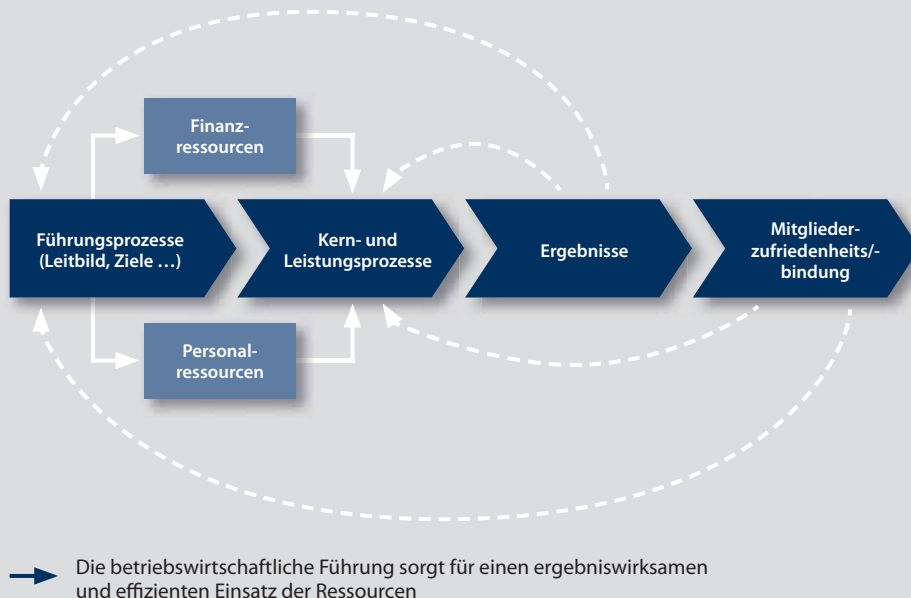 Finanz-
ressourcen
Führungsprozesse
(Leitbild, Ziele …)
Kern- und
Leistungsprozesse
Ergebnisse
Mitglieder-
zufriedenheits/-
bindung
Personal-
ressourcen
Die betriebswirtschaftliche Führung sorgt für einen ergebniswirksamen
und effizienten Einsatz der Ressourcen